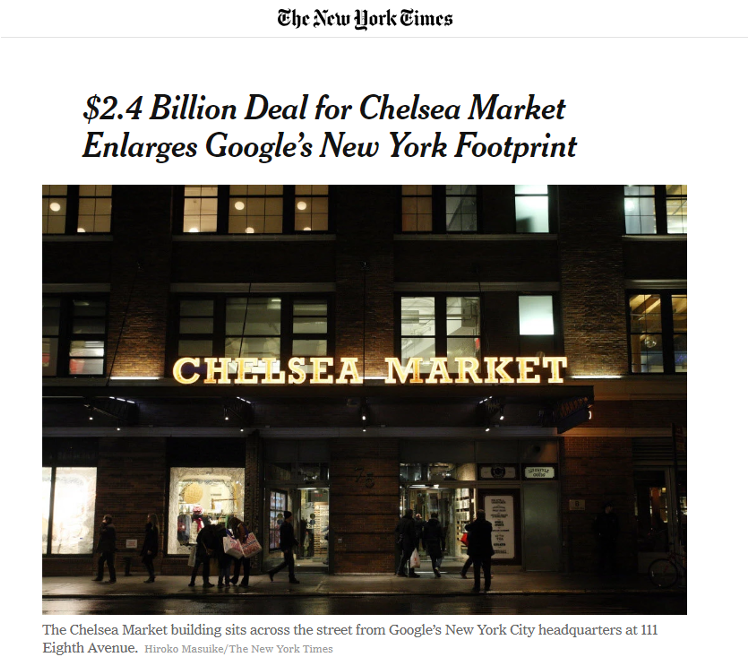 The New York Times
$2.4 Billion Deal for Chelsea Market
Enlarges Google's New York Footprint
CHELSEA MARKET
75
The Chelsea Market building sits across the street from Google's New York City headquarters at 111
Eighth Avenue. Hiroko Masuike/The New York Times